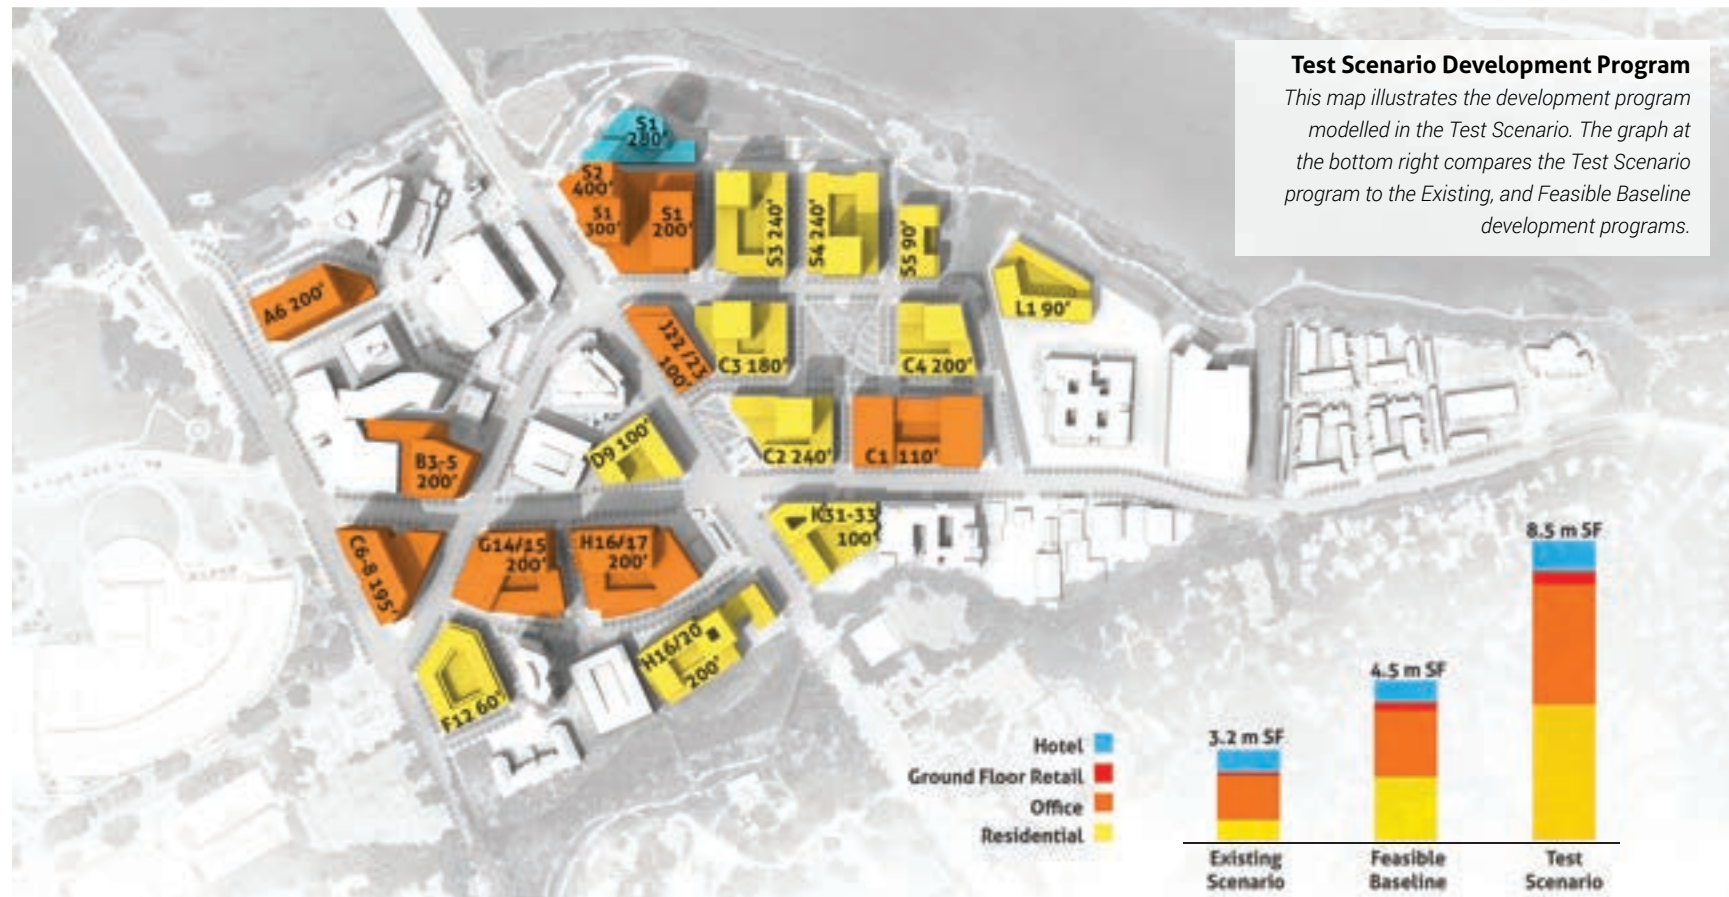 Test Scenario Development Program
This map illustrates the development program
modelled in the Test Scenario. The graph at
the bottom right compares the Test Scenario
program to the Existing, and Feasible Baseline
development programs.
S1
S2
400'
S1
300'
S1
200'
S3 240'
S4 240'
S5 90'
L1 90'
A6 200'
J22 /23
100'
C3 180'
C4 200'
B3-5
200'
D9 100'
C2 240'
C1 110'
C6-8 195'
G14/15
200'
H16/17
200'
K31-33
100'
H16/20
200'
F12 60'
Hotel
Ground Floor Retail
Office
Residential
3.2 m SF
4.5 m SF
8.5 m SF
Existing
Scenario
Feasible
Baseline
Test
Scenario